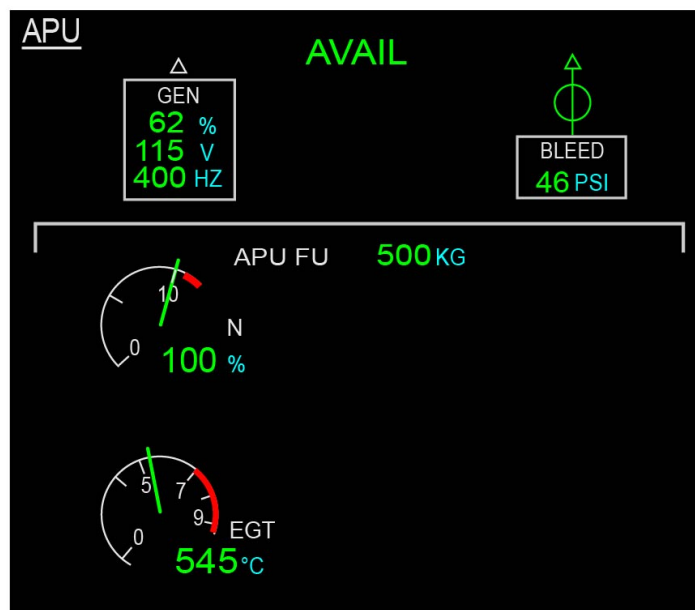 APU
AVAIL
GEN
62 %
115 V
400 HZ
BLEED
46 PSI
APU FU 500 KG
10
0
N
100 %
5
7
9
0
EGT
545 °C